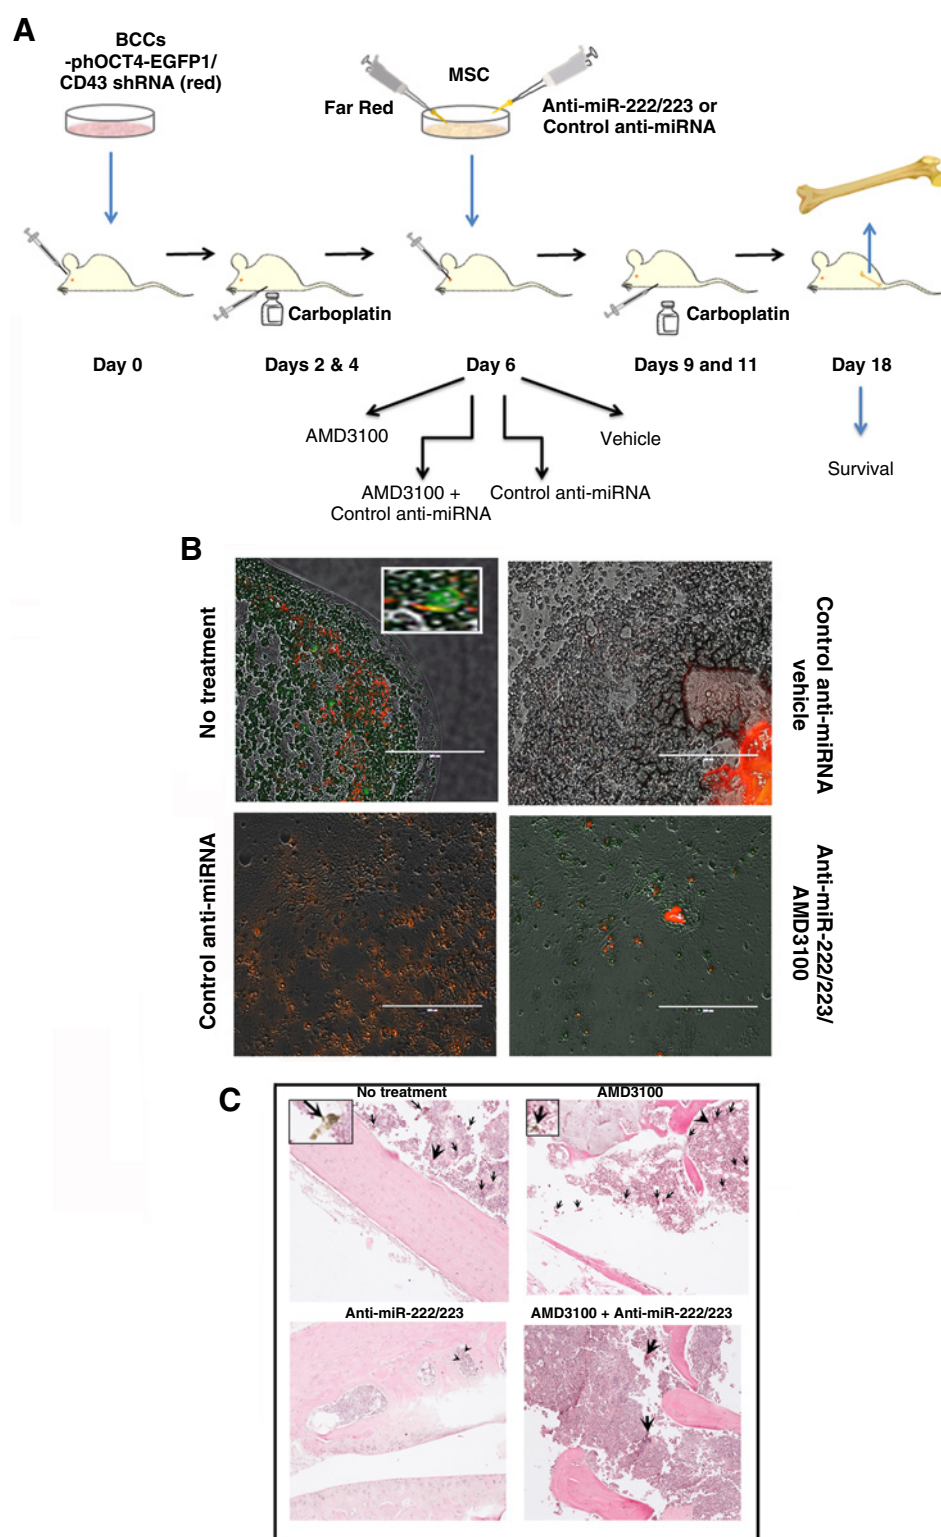 A
BCCs
-phOCT4-EGFP1/
CD43 shRNA (red)
Far Red
MSC
Anti-miR-222/223 or
Control anti-miRNA
Carboplatin
Carboplatin
Day 0
Days 2 & 4
Day 6
Days 9 and 11
Day 18
AMD3100
Vehicle
AMD3100 +
Control anti-miRNA
Control anti-miRNA
Survival
B
No treatment
Control anti-miRNA
vehicle
Control anti-miRNA
Anti-miR-222/223/
AMD3100
C
No treatment
AMD3100
Anti-miR-222/223
AMD3100 + Anti-miR-222/223